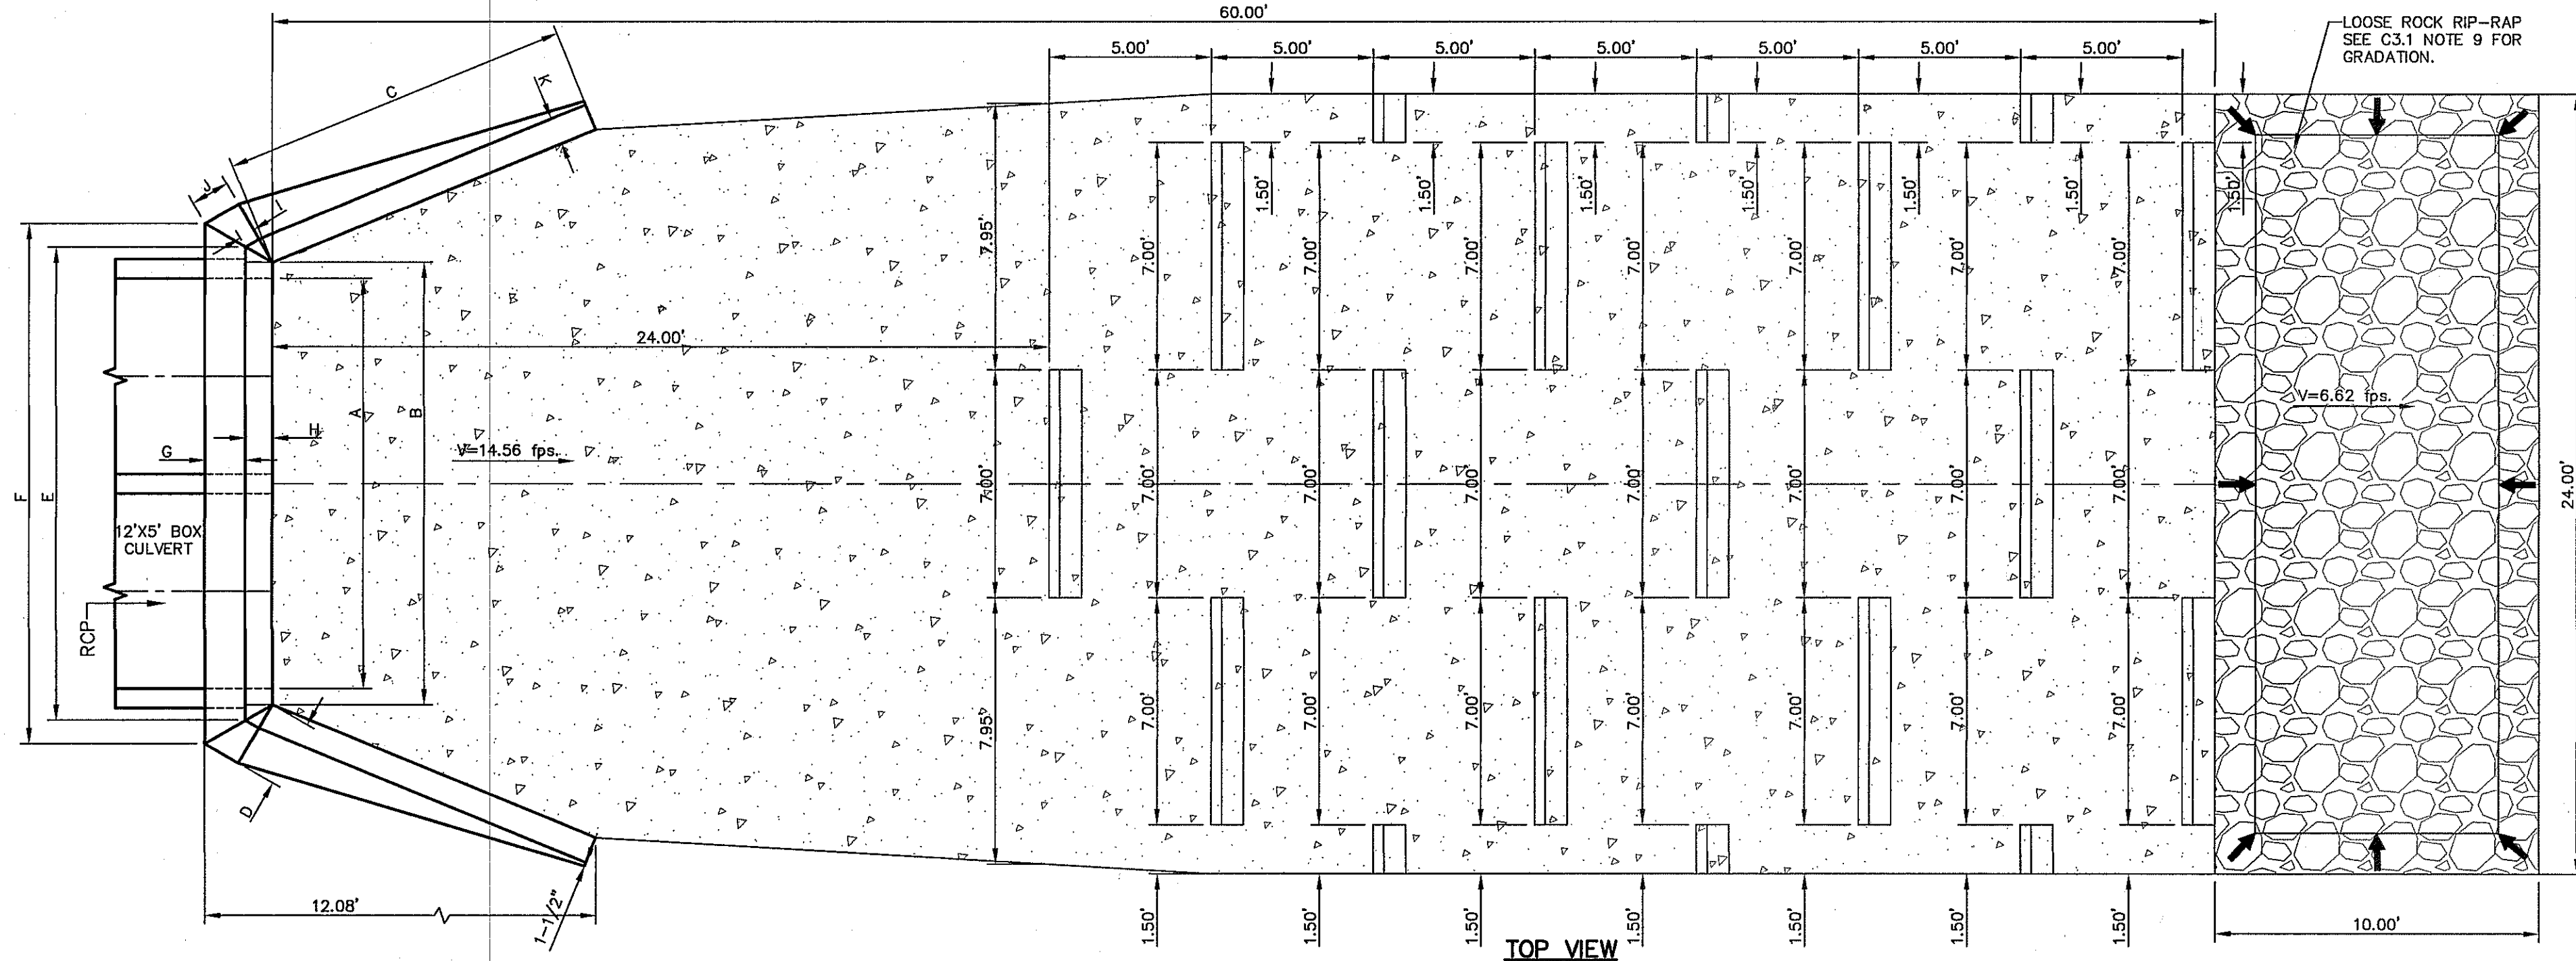 60.00'
LOOSE ROCK RIP-RAP
SEE C3.1 NOTE 9 FOR
GRADATION.
5.00' 5.00' 5.00' 5.00' 5.00' 5.00' 5.00'
C
K
J
I
1.50' 1.50' 1.50' 1.50' 1.50' 1.50' 1.50'
7.95'
7.00' 7.00' 7.00' 7.00' 7.00' 7.00' 7.00'
24.00'
V=6.62 fps.
A
B
H
G
F
E
V=14.56 fps.
7.00' 7.00' 7.00' 7.00' 7.00' 7.00' 7.00' 7.00'
24.00'
12'X5' BOX
CULVERT
RCP
7.95'
7.00' 7.00' 7.00' 7.00' 7.00' 7.00' 7.00'
D
12.08'
1-1/2"
1.50' 1.50' 1.50' 1.50' 1.50' 1.50' 1.50'
10.00'
TOP VIEW